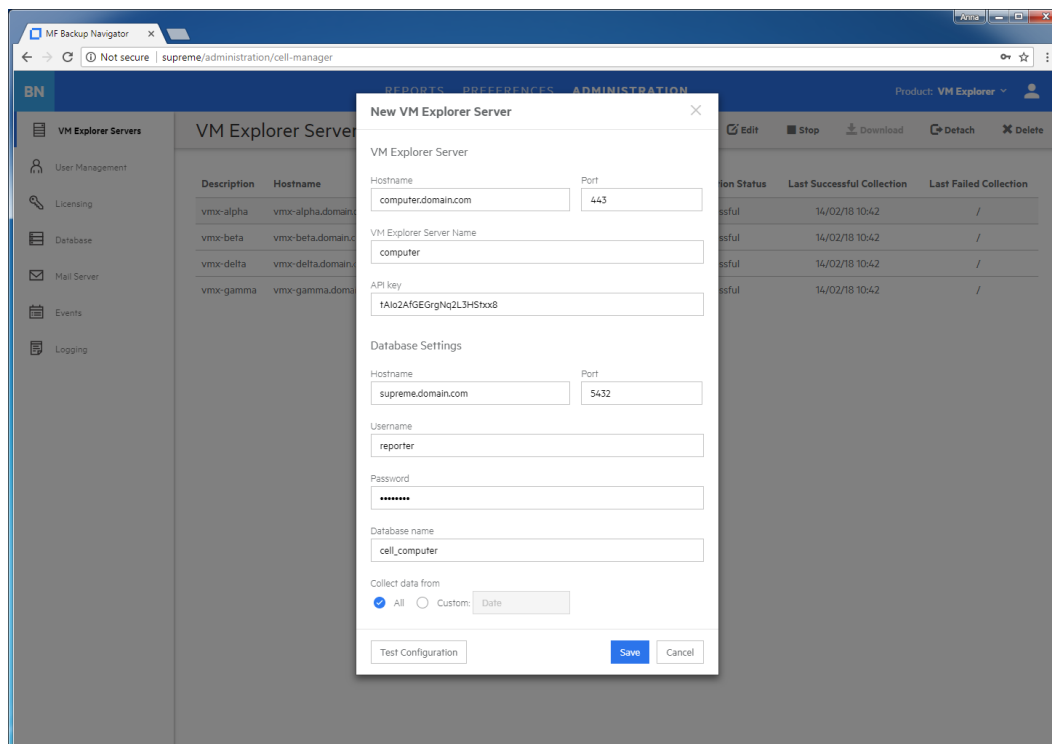 Anna
MF Backup Navigator
Not secure | supreme/administration/cell-manager
BN REPORTS PREFERENCES ADMINISTRATION Product: VM Explorer
New VM Explorer Server
VM Explorer Servers VM Explorer Server Edit Stop Download Detach Delete
User Management
Licensing
Database
Mail Server
Events
Logging
Description Hostname ion Status Last Successful Collection Last Failed Collection
vmx-alpha vmx-alpha.domain.c ssful 14/02/18 10:42 /
vmx-beta vmx-beta.domain.c ssful 14/02/18 10:42 /
vmx-delta vmx-delta.domain. ssful 14/02/18 10:42 /
vmx-gamma vmx-gamma.doma ssful 14/02/18 10:42 /
VM Explorer Server
Hostname Port
computer.domain.com 443
VM Explorer Server Name
computer
API key
Database Settings
Hostname Port
supreme.domain.com 5432
Username
reporter
Password
••••••••
Database name
cell_computer
Collect data from
All Custom: Date
Test Configuration Save Cancel